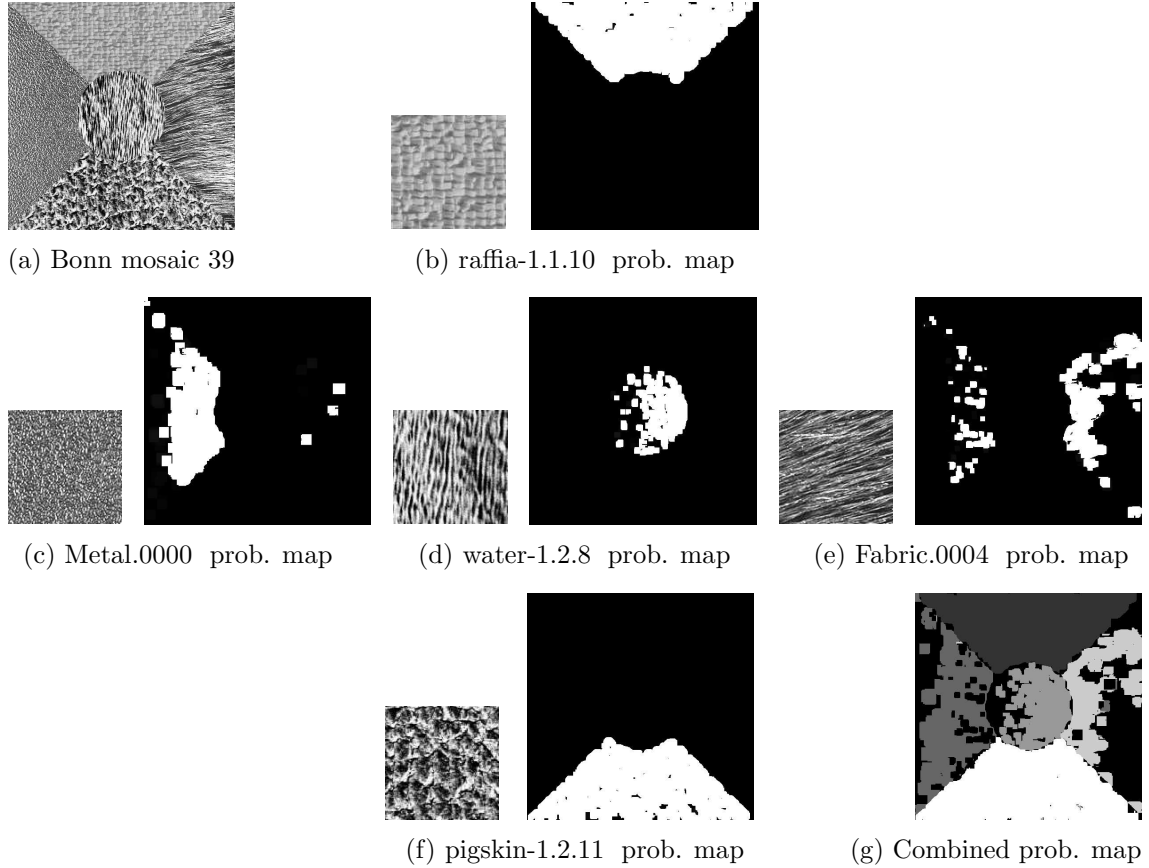 (a) Bonn mosaic 39
(b) raffia-1.1.10 prob. map
(c) Metal.0000 prob. map
(d) water-1.2.8 prob. map
(e) Fabric.0004 prob. map
(f) pigskin-1.2.11 prob. map
(g) Combined prob. map